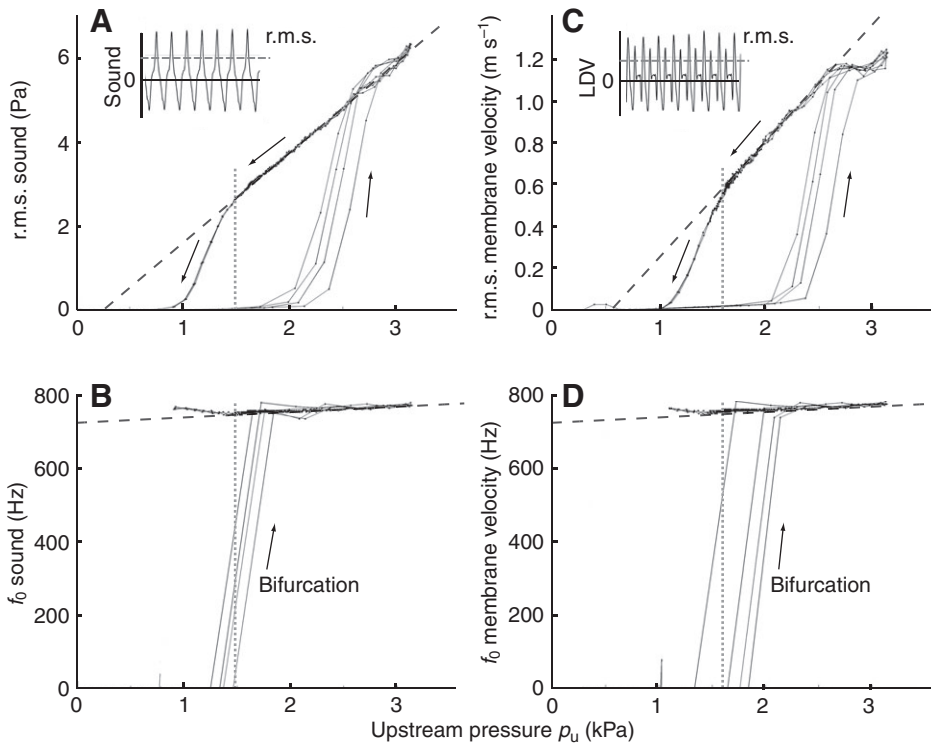 A
r.m.s.
Sound
0
r.m.s. sound (Pa)
6
4
2
0
0 1 2 3
C
r.m.s.
LDV
0
r.m.s. membrane velocity (m s⁻¹)
1.2
1.0
0.8
0.6
0.4
0.2
0
0 1 2 3
B
f₀ sound (Hz)
800
600
400
200
0
Bifurcation
0 1 2 3
D
f₀ membrane velocity (Hz)
800
600
400
200
0
Bifurcation
0 1 2 3
Upstream pressure pᵤ (kPa)